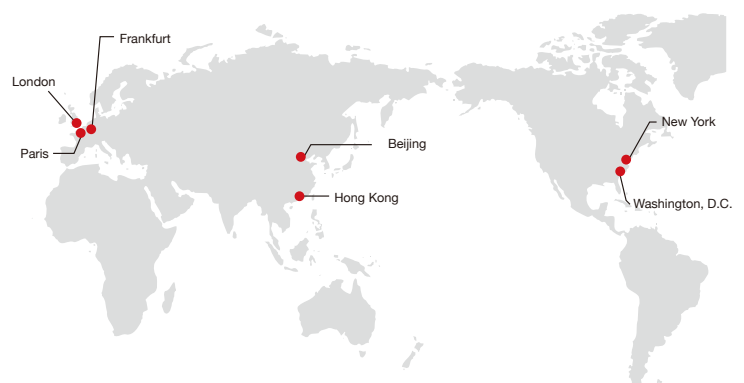 Frankfurt
London
Paris
Beijing
Hong Kong
New York
Washington, D.C.